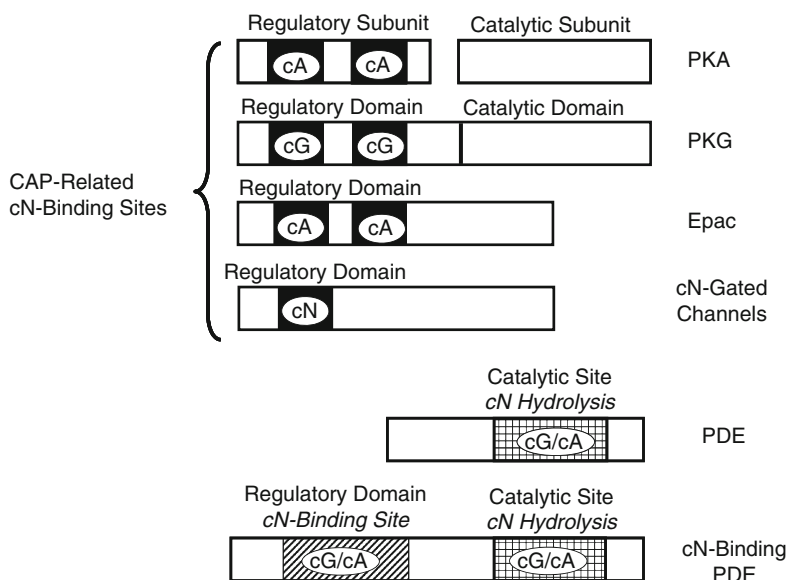 Regulatory Subunit
Catalytic Subunit
cA
cA
PKA
Regulatory Domain
Catalytic Domain
cG
cG
PKG
CAP-Related
cN-Binding Sites
Regulatory Domain
cA
cA
Epac
Regulatory Domain
cN
cN-Gated
Channels
Catalytic Site
cN Hydrolysis
cG/cA
PDE
Regulatory Domain
cN-Binding Site
Catalytic Site
cN Hydrolysis
cG/cA
cG/cA
cN-Binding
PDE